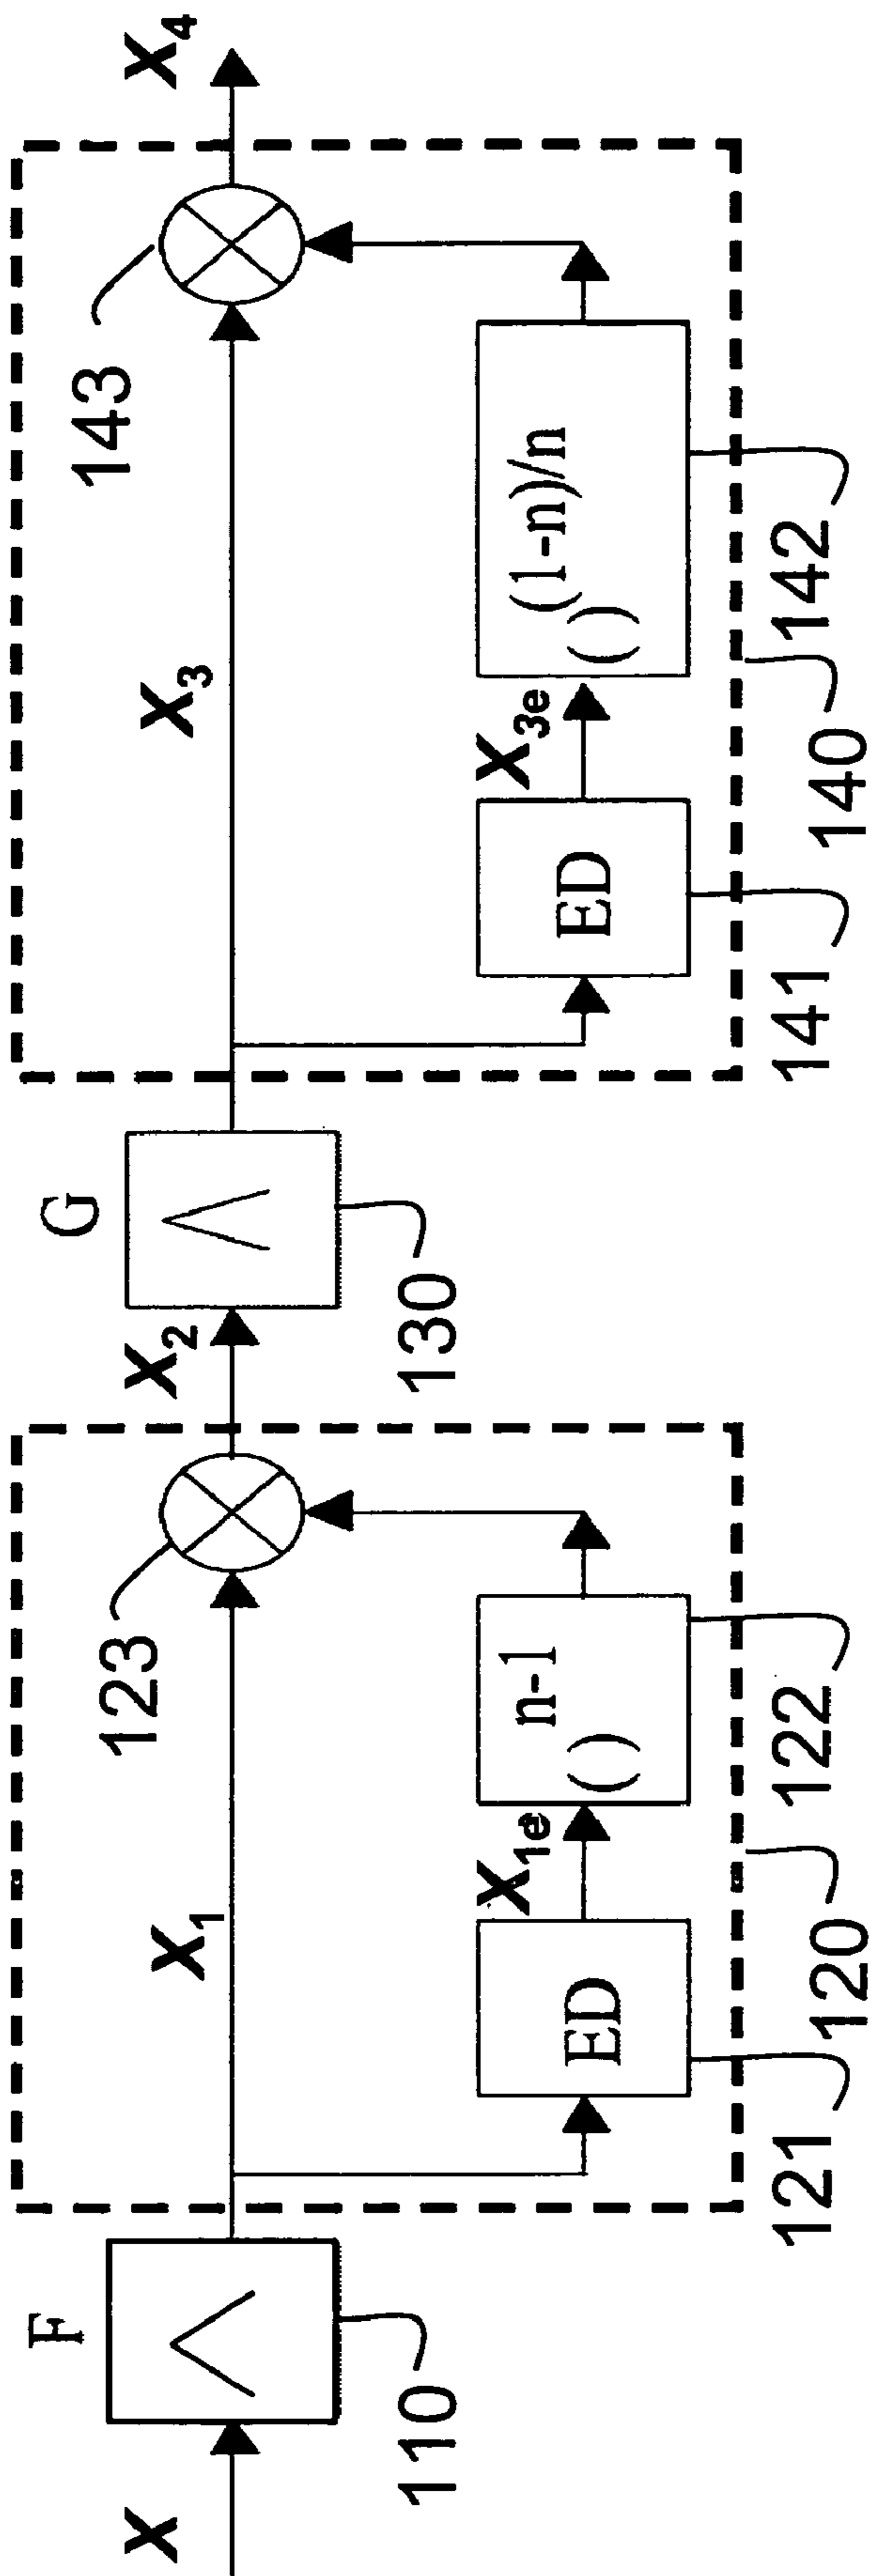 F
G
X
X₁
X₂
X₃
X₄
110
123
ED
X₁ₑ
( )ⁿ⁻¹
121
120
122
130
143
ED
X₃ₑ
( )⁽¹⁻ⁿ⁾ᐟⁿ
141
140
142